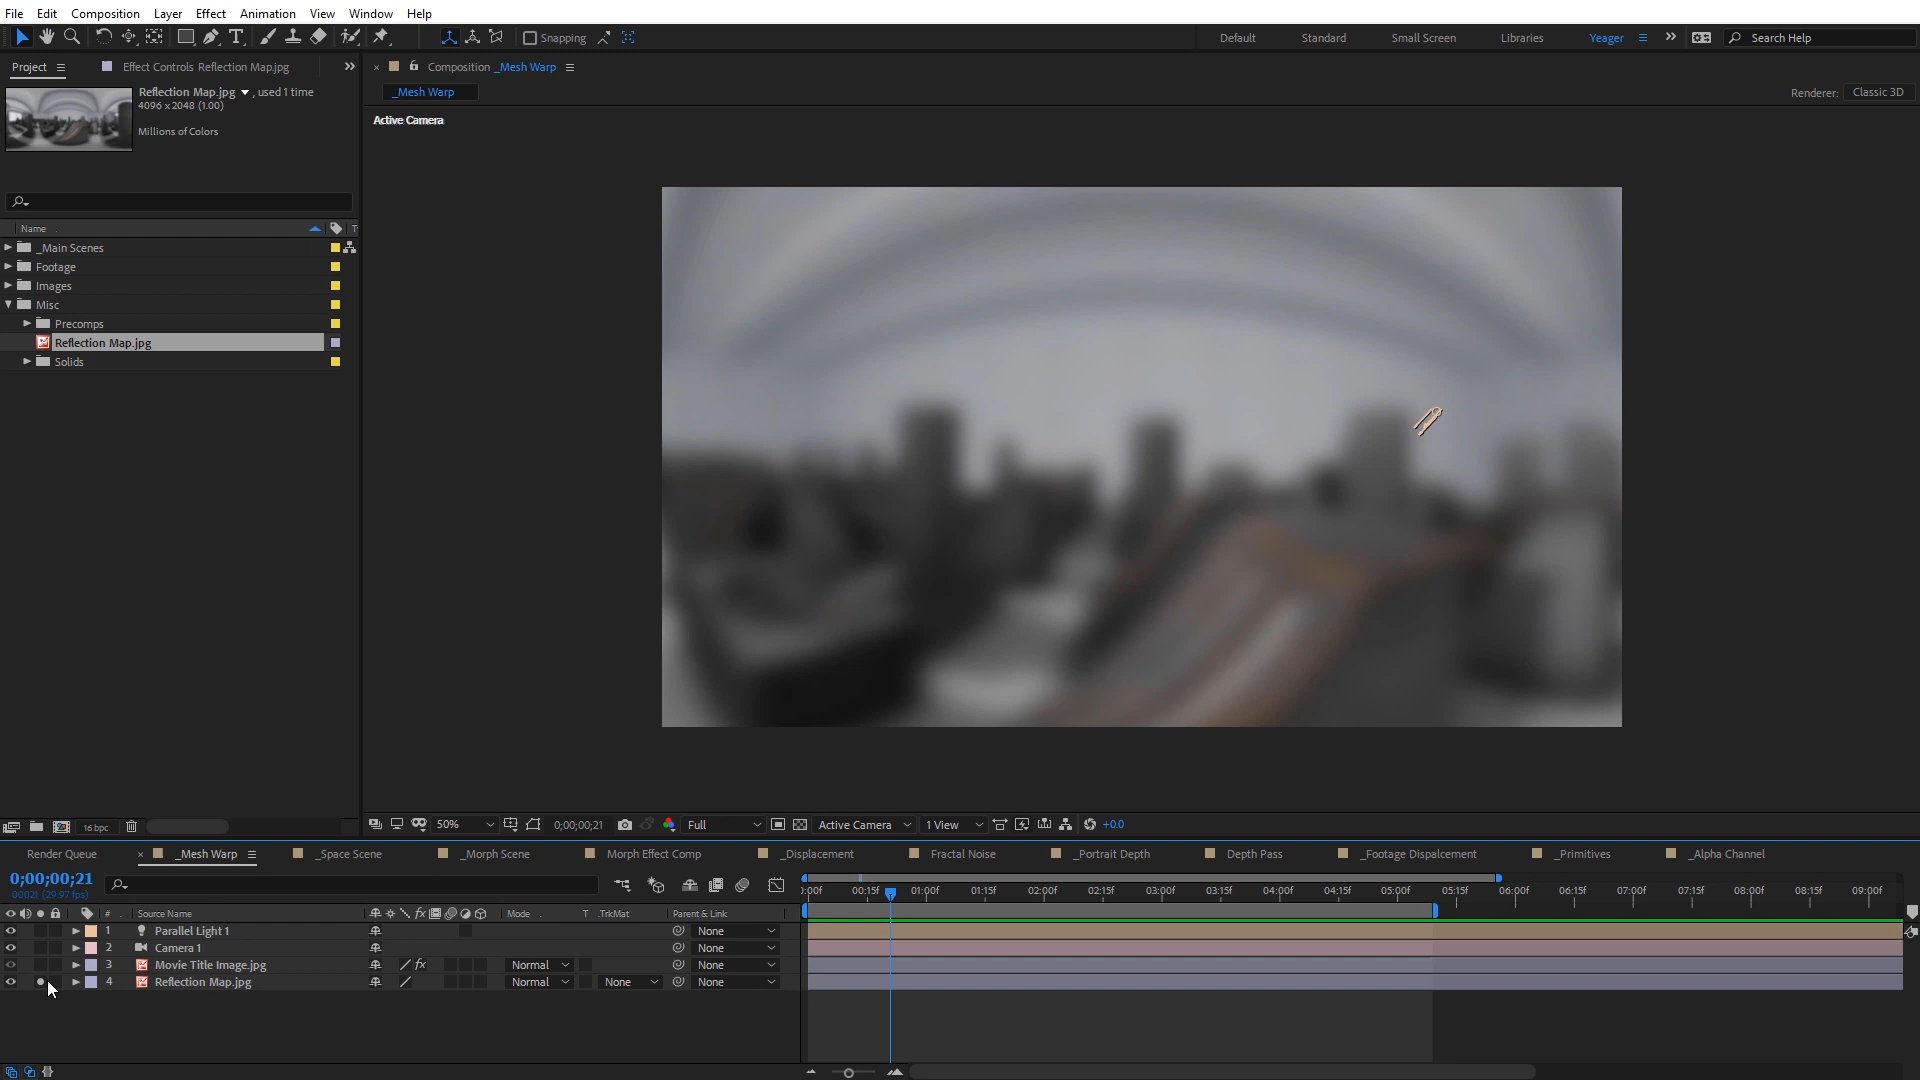 File Edit Composition Layer Effect Animation View Window Help
Snapping Default Standard Small Screen Libraries Yeager Search Help
Project Effect Controls Reflection Map.jpg Composition _Mesh Warp
_Mesh Warp Renderer: Classic 3D
Reflection Map.jpg , used 1 time
4096 x 2048 (1.00)
Millions of Colors
Active Camera
Name
_Main Scenes
Footage
Images
Misc
Precomps
Reflection Map.jpg
Solids
16 bpc 50% 0;00;00;21 Full Active Camera 1 View +0.0
Render Queue _Mesh Warp _Space Scene _Morph Scene Morph Effect Comp _Displacement Fractal Noise _Portrait Depth Depth Pass _Footage Dispalcement _Primitives _Alpha Channel
0;00;00;21
00021 (29.97 fps)
):00f 00:15f 01:00f 01:15f 02:00f 02:15f 03:00f 03:15f 04:00f 04:15f 05:00f 05:15f 06:00f 06:15f 07:00f 07:15f 08:00f 08:15f 09:00f
# Source Name fx Mode T .TrkMat Parent & Link
1 Parallel Light 1 None
2 Camera 1 None
3 Movie Title Image.jpg fx Normal None
4 Reflection Map.jpg Normal None None